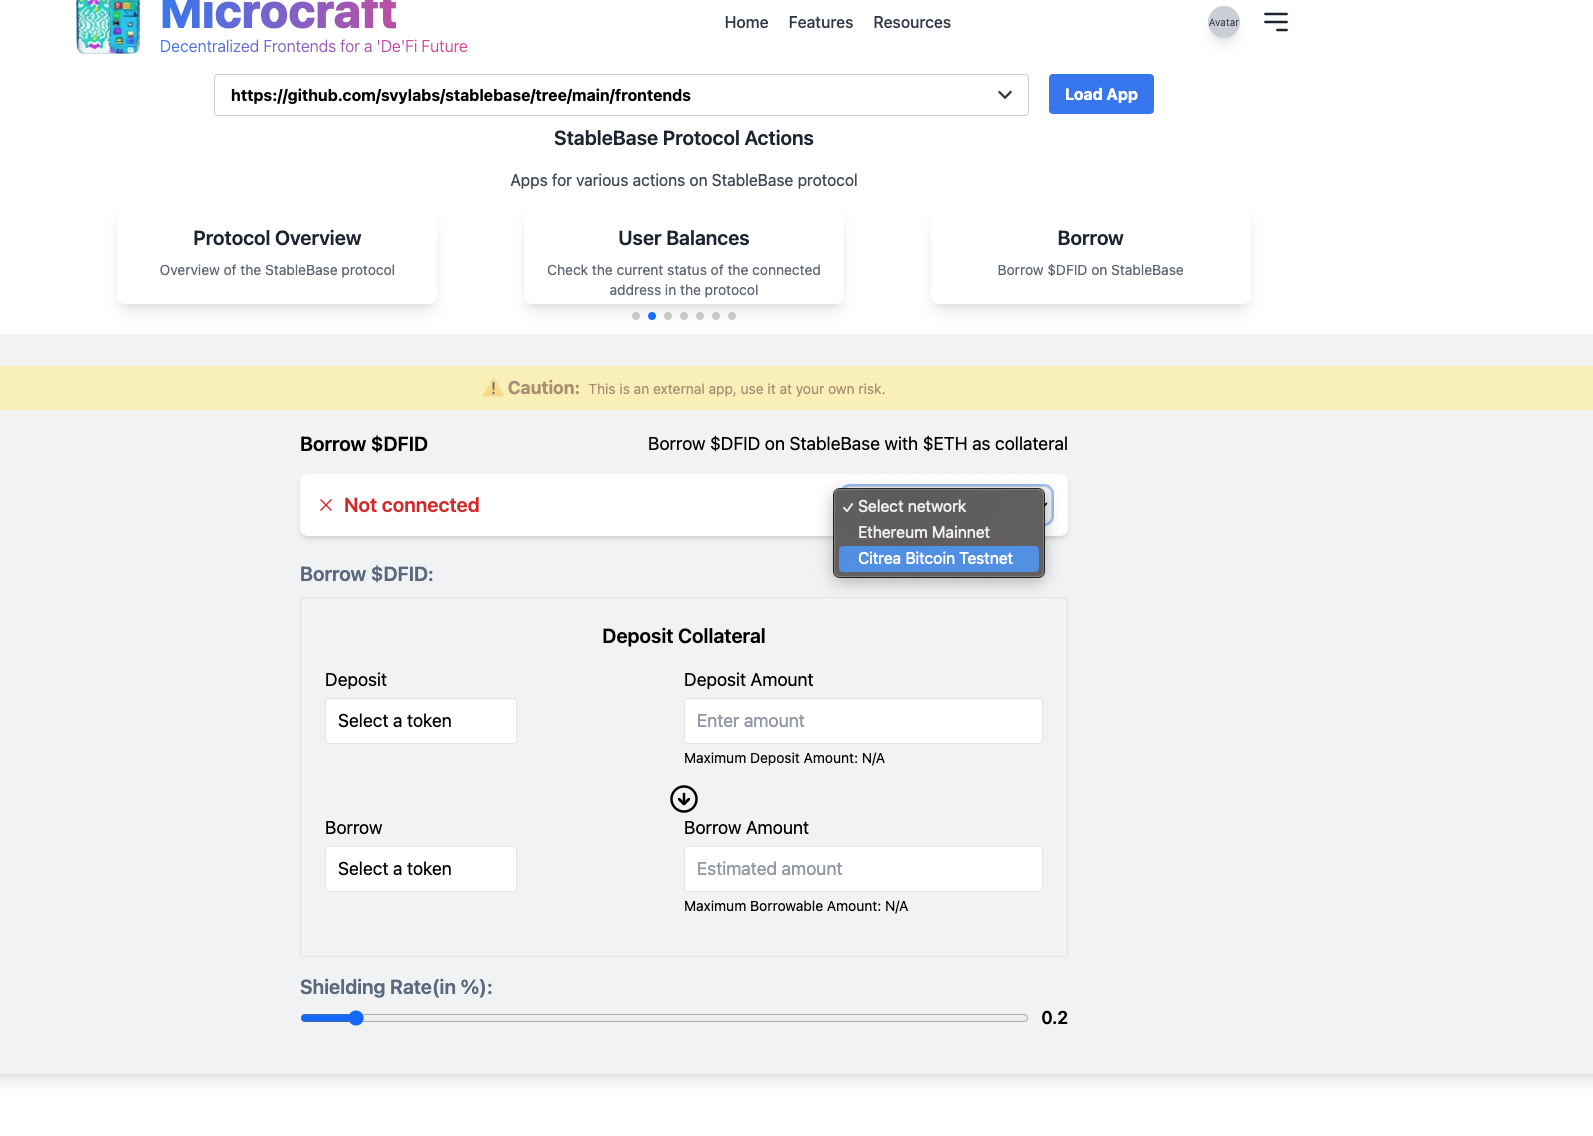 Microcraft
Decentralized Frontends for a 'De'Fi Future
Home Features Resources
Avatar
https://github.com/svylabs/stablebase/tree/main/frontends
Load App
StableBase Protocol Actions
Apps for various actions on StableBase protocol
Protocol Overview
Overview of the StableBase protocol
User Balances
Check the current status of the connected
address in the protocol
Borrow
Borrow $DFID on StableBase
Caution: This is an external app, use it at your own risk.
Borrow $DFID
Borrow $DFID on StableBase with $ETH as collateral
Not connected
Select network
Ethereum Mainnet
Citrea Bitcoin Testnet
Borrow $DFID:
Deposit Collateral
Deposit
Select a token
Deposit Amount
Enter amount
Maximum Deposit Amount: N/A
Borrow
Select a token
Borrow Amount
Estimated amount
Maximum Borrowable Amount: N/A
Shielding Rate(in %):
0.2